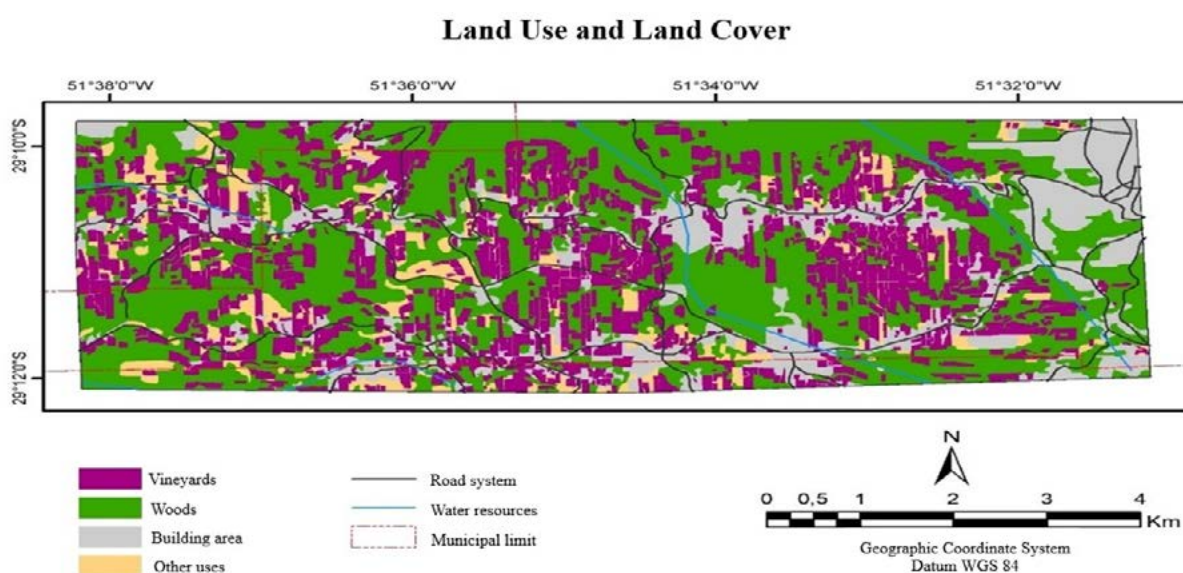 Land Use and Land Cover
51°38'0"W 51°36'0"W 51°34'0"W 51°32'0"W
29°10'0"S
29°12'0"S
N
Vineyards
Woods
Building area
Other uses
Road system
Water resources
Municipal limit
0 0,5 1 2 3 4
Km
Geographic Coordinate System
Datum WGS 84